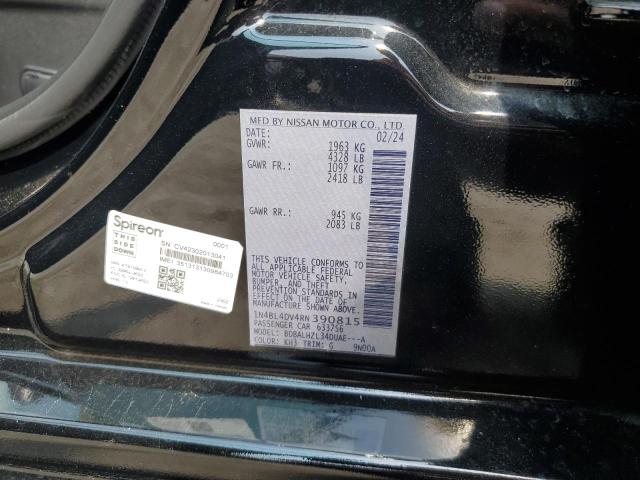 MFD BY NISSAN MOTOR CO., LTD.
DATE: 02/24
GVWR: 1963 KG
4328 LB
GAWR FR.: 1097 KG
2418 LB
GAWR RR.: 945 KG
2083 LB
THIS VEHICLE CONFORMS TO
ALL APPLICABLE FEDERAL
MOTOR VEHICLE SAFETY,
BUMPER, AND THEFT
PREVENTION STANDARDS IN
EFFECT ON THE DATE OF
MANUFACTURE SHOWN ABOVE.
1N4BL4DV4RN390815
PASSENGER CAR 633756
MODEL: BDBALHZL34DUAE---A
COLOR: KH3 TRIM: G 9N00A
Spireon
0001
THIS
SIDE
DOWN
SN: CV42302013041
IMEI: 351313130964703